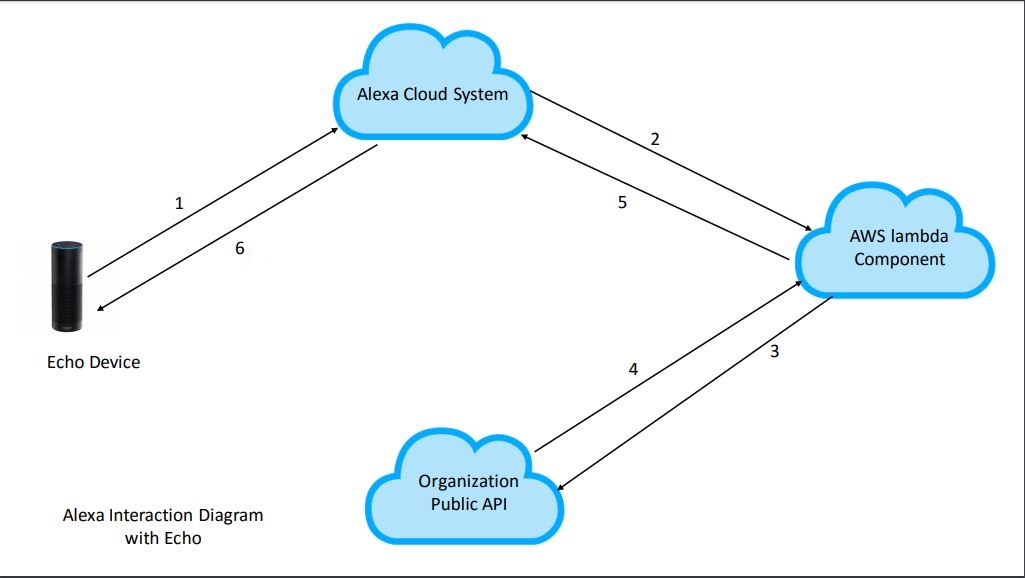 Alexa Cloud System
2
5
1
6
AWS lambda
Component
Echo Device
4
3
Organization
Public API
Alexa Interaction Diagram
with Echo